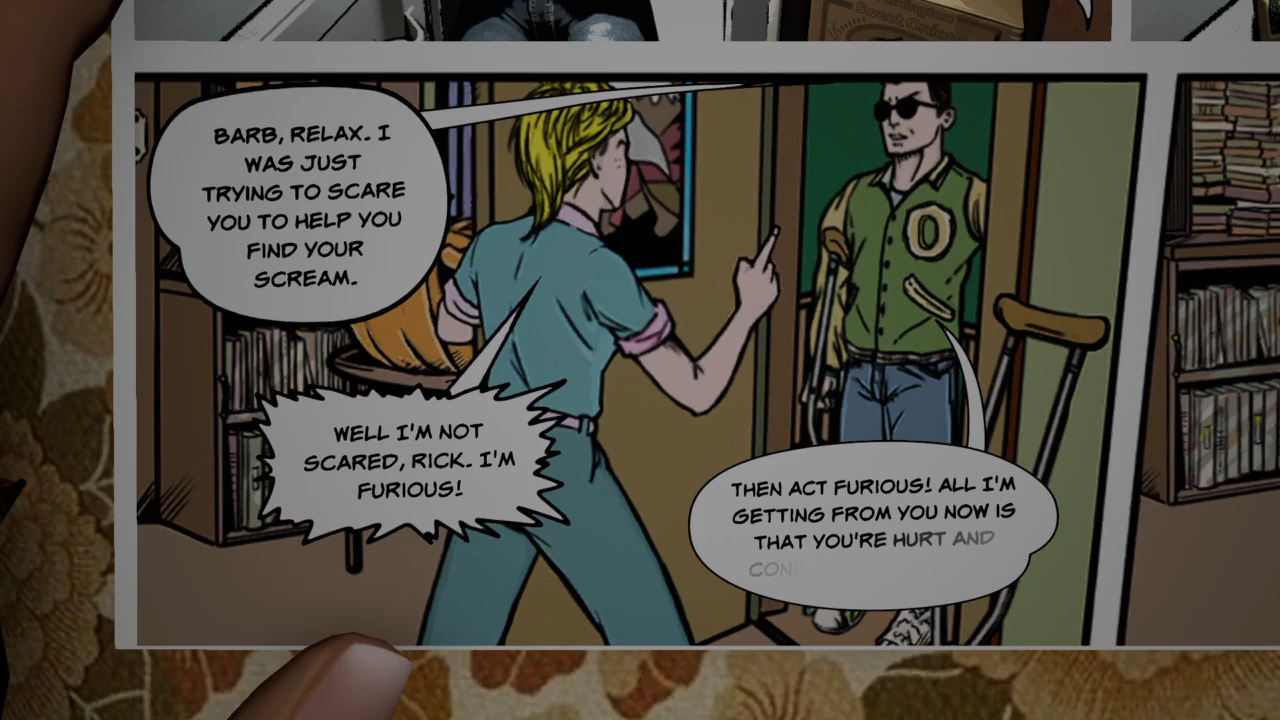 BARB, RELAX. I
WAS JUST
TRYING TO SCARE
YOU TO HELP YOU
FIND YOUR
SCREAM.
O
WELL I'M NOT
SCARED, RICK. I'M
FURIOUS!
THEN ACT FURIOUS! ALL I'M
GETTING FROM YOU NOW IS
THAT YOU'RE HURT AND
CONF